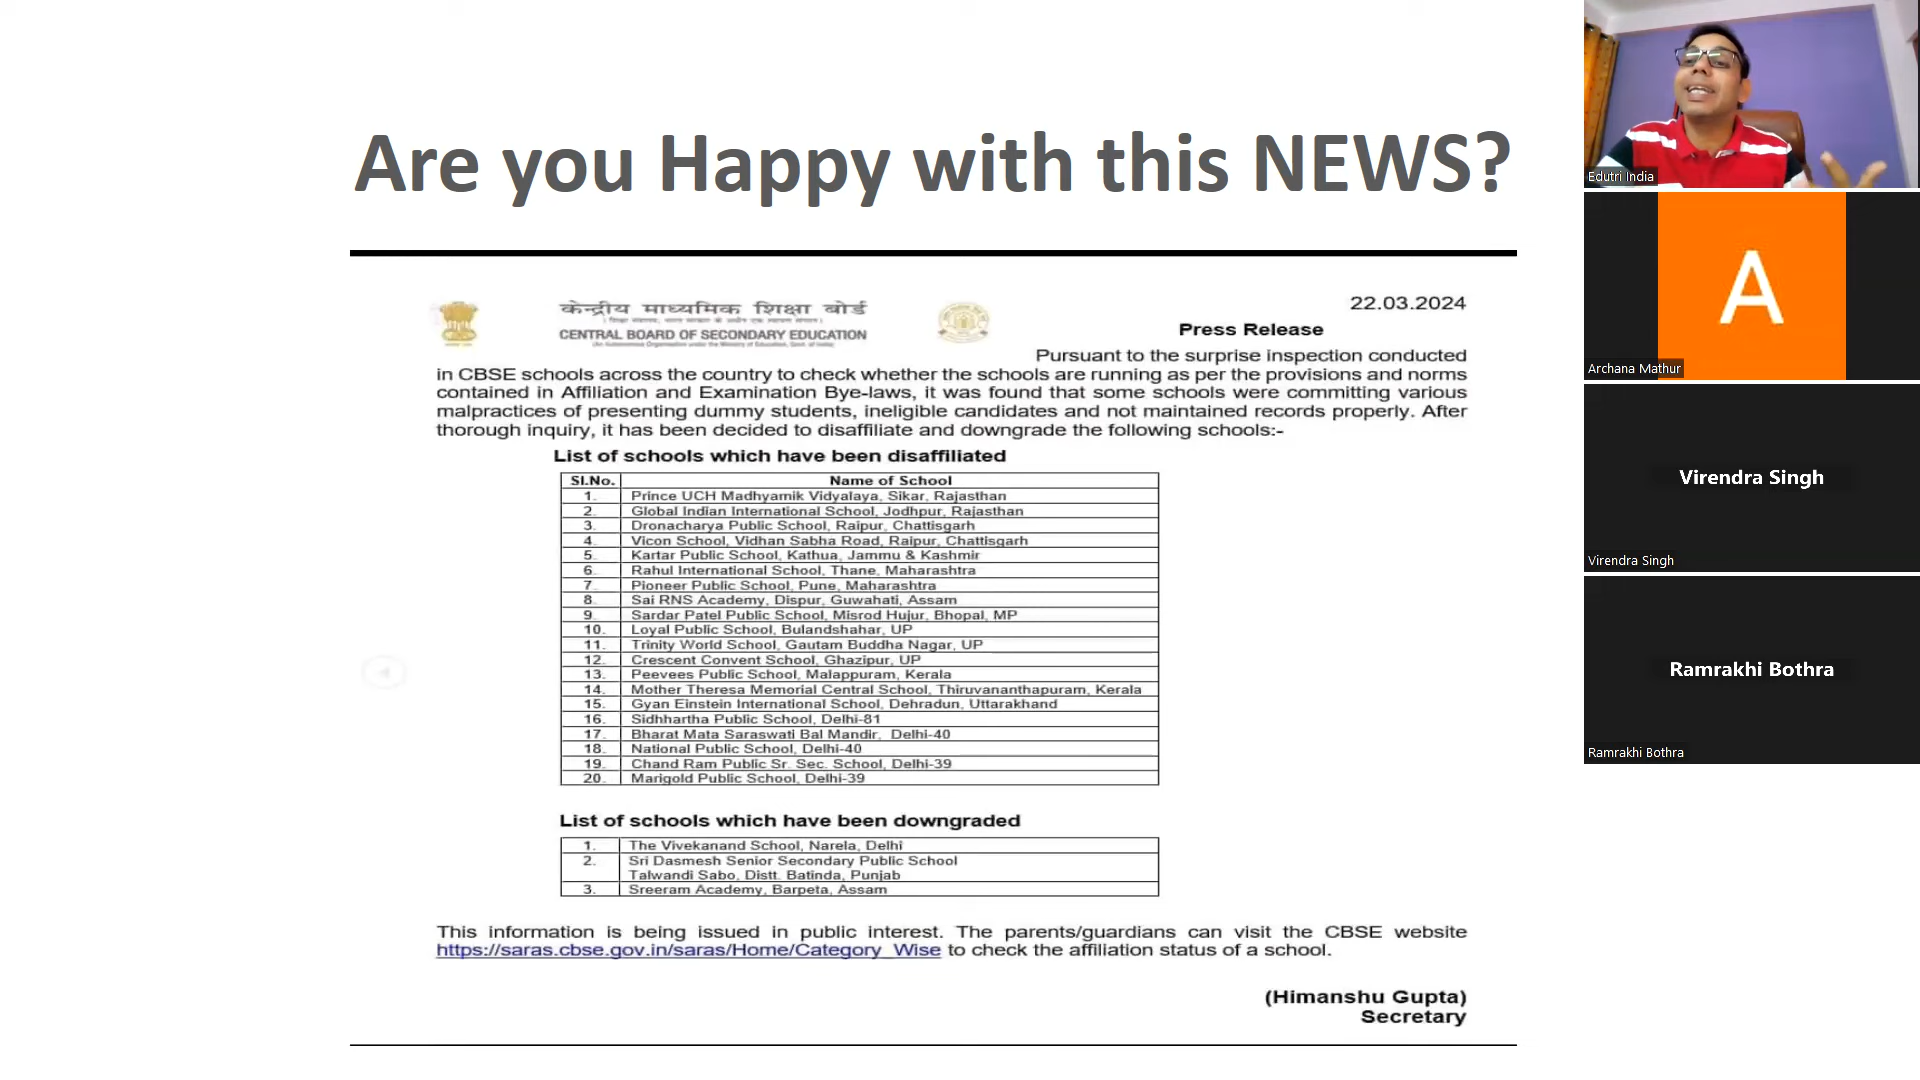 Are you Happy with this NEWS?
केन्द्रीय माध्यमिक शिक्षा बोर्ड
CENTRAL BOARD OF SECONDARY EDUCATION
22.03.2024
Press Release
Pursuant to the surprise inspection conducted
in CBSE schools across the country to check whether the schools are running as per the provisions and norms
contained in Affiliation and Examination Bye-laws, it was found that some schools were committing various
malpractices of presenting dummy students, ineligible candidates and not maintained records properly. After
thorough inquiry, it has been decided to disaffiliate and downgrade the following schools:-
List of schools which have been disaffiliated
Sl.No. Name of School
1. Prince UCH Madhyamik Vidyalaya, Sikar, Rajasthan
2. Global Indian International School, Jodhpur, Rajasthan
3. Dronacharya Public School, Raipur, Chattisgarh
4. Vicon School, Vidhan Sabha Road, Raipur, Chattisgarh
5. Kartar Public School, Kathua, Jammu & Kashmir
6. Rahul International School, Thane, Maharashtra
7. Pioneer Public School, Pune, Maharashtra
8. Sai RNS Academy, Dispur, Guwahati, Assam
9. Sardar Patel Public School, Misrod Hujur, Bhopal, MP
10. Loyal Public School, Bulandshahar, UP
11. Trinity World School, Gautam Buddha Nagar, UP
12. Crescent Convent School, Ghazipur, UP
13. Peevees Public School, Malappuram, Kerala
14. Mother Theresa Memorial Central School, Thiruvananthapuram, Kerala
15. Gyan Einstein International School, Dehradun, Uttarakhand
16. Sidhhartha Public School, Delhi-81
17. Bharat Mata Saraswati Bal Mandir, Delhi-40
18. National Public School, Delhi-40
19. Chand Ram Public Sr. Sec. School, Delhi-39
20. Marigold Public School, Delhi-39
List of schools which have been downgraded
1. The Vivekanand School, Narela, Delhi
2. Sri Dasmesh Senior Secondary Public School
Talwandi Sabo, Distt. Batinda, Punjab
3. Sreeram Academy, Barpeta, Assam
This information is being issued in public interest. The parents/guardians can visit the CBSE website
https://saras.cbse.gov.in/saras/Home/Category_Wise to check the affiliation status of a school.
(Himanshu Gupta)
Secretary
Edutri India
A
Archana Mathur
Virendra Singh
Virendra Singh
Ramrakhi Bothra
Ramrakhi Bothra